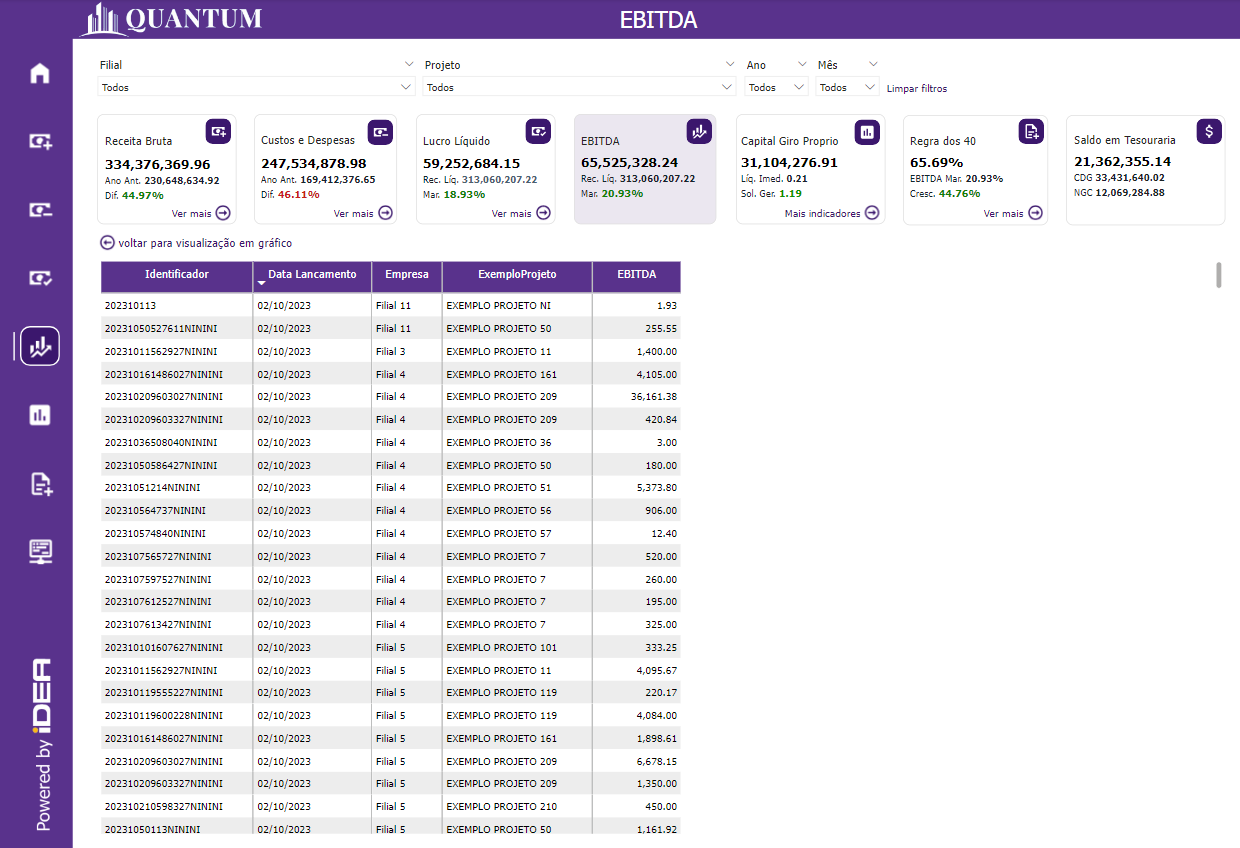 QUANTUM
EBITDA
Filial
Projeto
Ano
Mês
Todos
Todos
Todos
Todos
Limpar filtros
Receita Bruta
334,376,369.96
Ano Ant. 230,648,634.92
Dif. 44.97%
Ver mais
Custos e Despesas
247,534,878.98
Ano Ant. 169,412,376.65
Dif. 46.11%
Ver mais
Lucro Líquido
59,252,684.15
Rec. Líq. 313,060,207.22
Mar. 18.93%
Ver mais
EBITDA
65,525,328.24
Rec. Líq. 313,060,207.22
Mar. 20.93%
Capital Giro Proprio
31,104,276.91
Líq. Imed. 0.21
Sol. Ger. 1.19
Mais indicadores
Regra dos 40
65.69%
EBITDA Mar. 20.93%
Cresc. 44.76%
Ver mais
Saldo em Tesouraria
21,362,355.14
CDG 33,431,640.02
NGC 12,069,284.88
voltar para visualização em gráfico
Identificador Data Lancamento Empresa ExemploProjeto EBITDA
202310113 02/10/2023 Filial 11 EXEMPLO PROJETO NI 1.93
20231050527611NININI 02/10/2023 Filial 11 EXEMPLO PROJETO 50 255.55
20231011562927NININI 02/10/2023 Filial 3 EXEMPLO PROJETO 11 1,400.00
202310161486027NININI 02/10/2023 Filial 4 EXEMPLO PROJETO 161 4,105.00
202310209603027NININI 02/10/2023 Filial 4 EXEMPLO PROJETO 209 36,161.38
202310209603327NININI 02/10/2023 Filial 4 EXEMPLO PROJETO 209 420.84
20231036508040NININI 02/10/2023 Filial 4 EXEMPLO PROJETO 36 3.00
20231050586427NININI 02/10/2023 Filial 4 EXEMPLO PROJETO 50 180.00
20231051214NININI 02/10/2023 Filial 4 EXEMPLO PROJETO 51 5,373.80
202310564737NININI 02/10/2023 Filial 4 EXEMPLO PROJETO 56 906.00
202310574840NININI 02/10/2023 Filial 4 EXEMPLO PROJETO 57 12.40
2023107565727NININI 02/10/2023 Filial 4 EXEMPLO PROJETO 7 520.00
2023107597527NININI 02/10/2023 Filial 4 EXEMPLO PROJETO 7 260.00
2023107612527NININI 02/10/2023 Filial 4 EXEMPLO PROJETO 7 195.00
2023107613427NININI 02/10/2023 Filial 4 EXEMPLO PROJETO 7 325.00
202310101607627NININI 02/10/2023 Filial 5 EXEMPLO PROJETO 101 333.25
20231011562927NININI 02/10/2023 Filial 5 EXEMPLO PROJETO 11 4,095.67
202310119555227NININI 02/10/2023 Filial 5 EXEMPLO PROJETO 119 220.17
202310119600228NININI 02/10/2023 Filial 5 EXEMPLO PROJETO 119 4,084.00
202310161486027NININI 02/10/2023 Filial 5 EXEMPLO PROJETO 161 1,898.61
202310209603027NININI 02/10/2023 Filial 5 EXEMPLO PROJETO 209 6,678.15
202310209603327NININI 02/10/2023 Filial 5 EXEMPLO PROJETO 209 1,350.00
202310210598327NININI 02/10/2023 Filial 5 EXEMPLO PROJETO 210 450.00
20231050113NININI 02/10/2023 Filial 5 EXEMPLO PROJETO 50 1,161.92
Powered by iDEA